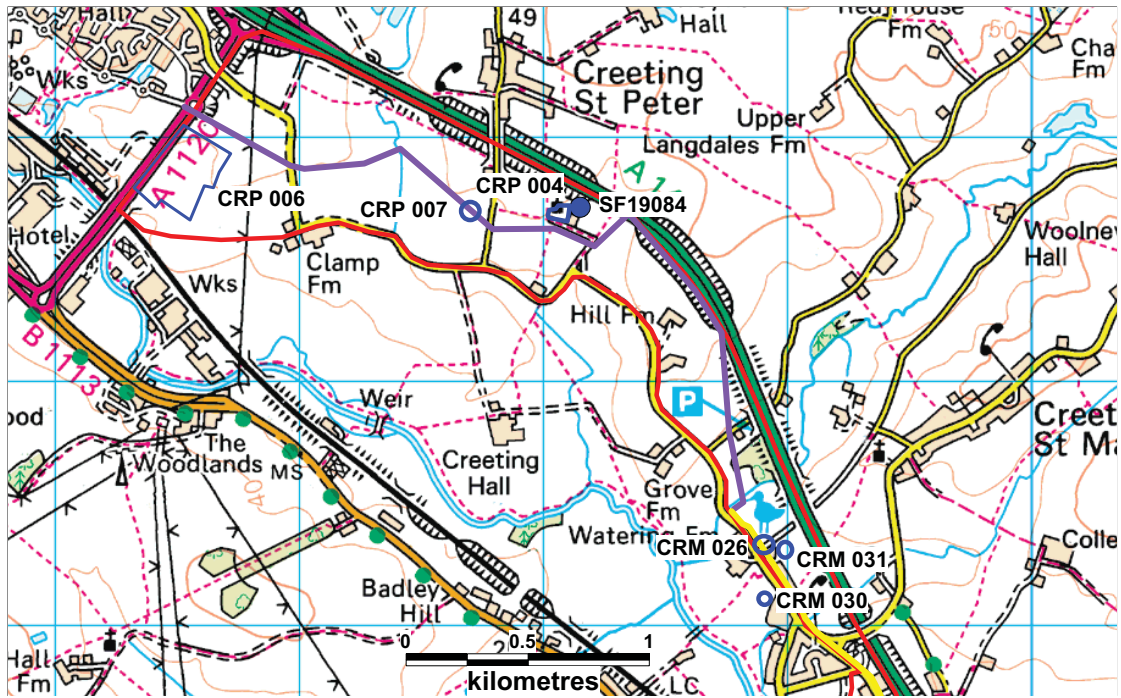 Hall
49
Hall
Red House
Fm
50
Cha
Fm
Wks
Creeting
St Peter
Upper
Langdales Fm
A 1120
CRP 006
CRP 004
A 1
CRP 007
SF19084
Hotel
Clamp
Fm
Woolney
Hall
Wks
Hill Fm
B 1113
P
Weir
ood
The
Woodlands
MS
40
Creeting
Hall
Creet
St Ma
Grove
Fm
Watering Fm
CRM 026
CRM 031
Colle
Badley
Hill
CRM 030
0
0.5
1
kilometres
Hall
Fm
LC